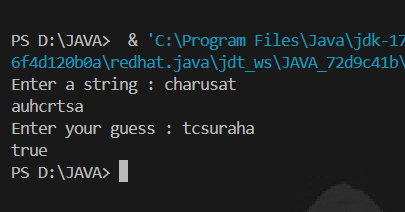 PS D:\JAVA>  & 'C:\Program Files\Java\jdk-17
6f4d120b0a\redhat.java\jdt_ws\JAVA_72d9c41b\
Enter a string : charusat
auhcrtsa
Enter your guess : tcsuraha
true
PS D:\JAVA>